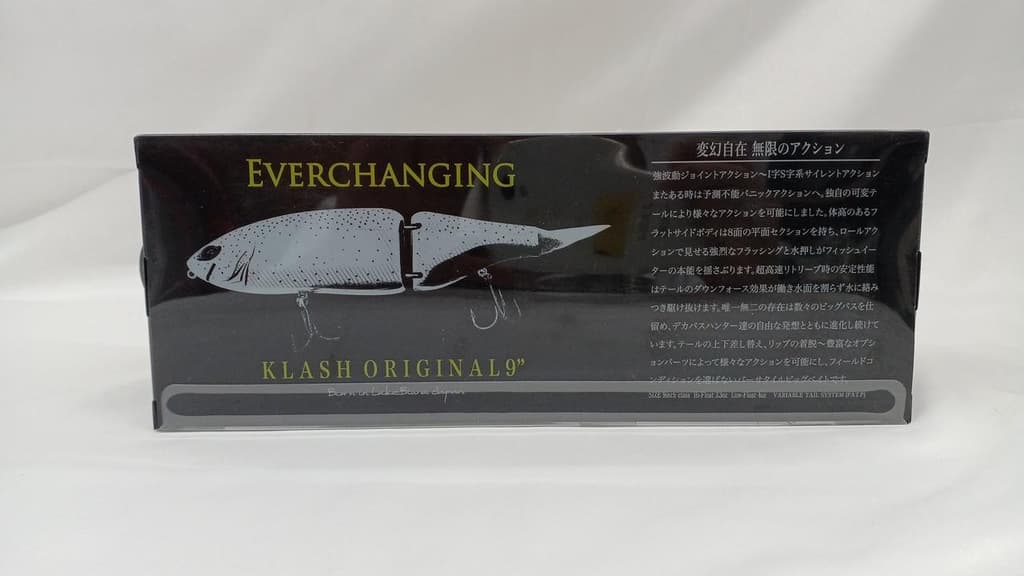 EVERCHANGING
KLASH ORIGINAL 9"
Born in Lake Biwa Japan
変幻自在 無限のアクション
強波動ジョイントアクション〜I字S字系サイレントアクション
またある時は予測不能パニックアクションへ。独自の可変テ
ールにより様々なアクションを可能にしました。体高のあるフ
ラットサイドボディは8面の平面セクションを持ち、ロールアク
ションで見せる強烈なフラッシングと水押しがフィッシュイー
ターの本能を揺さぶります。超高速リトリーブ時の安定性能
はテールのダウンフォース効果が働き水面を割らず水に絡み
つき駆け抜けます。唯一無二の存在は数々のビッグバスを仕
留め、デカバスハンター達の自由な発想とともに進化し続けて
います。テールの上下差し替え、リップの着脱〜豊富なオプシ
ョンパーツによって様々なアクションを可能にし、フィールドコ
ンディションを選ばないバーサタイルビッグベイトです。
SIZE 9inch class Hi-Float 3.5oz Low-Float 4oz VARIABLE TAIL SYSTEM (P.A.T.P)